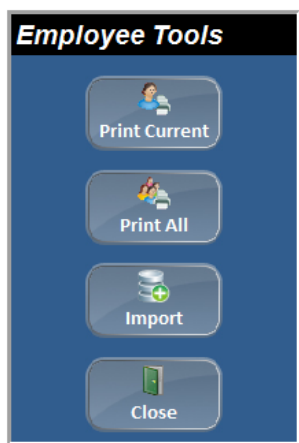 Employee Tools
Print Current
Print All
Import
Close